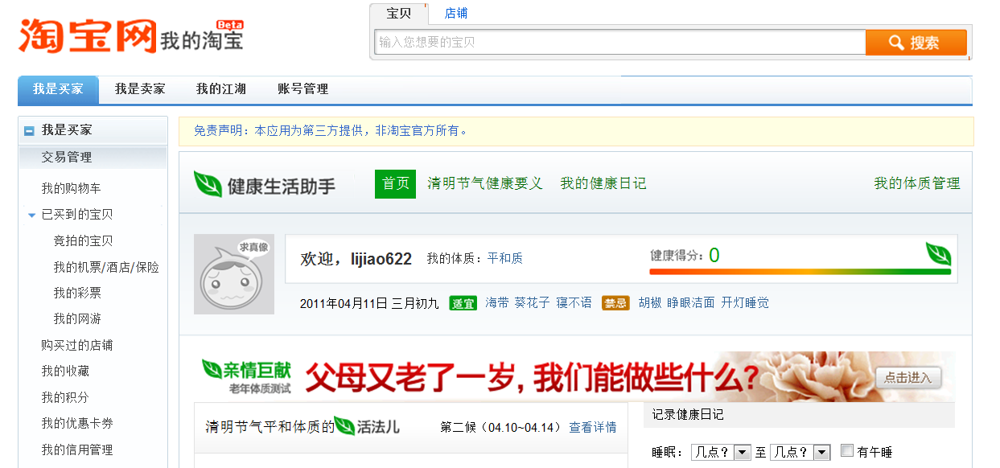 宝贝 店铺
淘宝网 我的淘宝 Beta
输入您想要的宝贝 搜索
我是买家 我是卖家 我的江湖 账号管理
我是买家
交易管理
我的购物车
已买到的宝贝
竞拍的宝贝
我的机票/酒店/保险
我的彩票
我的网游
购买过的店铺
我的收藏
我的积分
我的优惠卡券
我的信用管理
免责声明：本应用为第三方提供，非淘宝官方所有。
健康生活助手 首页 清明节气健康要义 我的健康日记 我的体质管理
求真像
欢迎，lijiao622 我的体质：平和质 健康得分：0
2011年04月11日 三月初九 适宜 海带 葵花子 寝不语 禁忌 胡椒 睁眼洁面 开灯睡觉
亲情巨献
老年体质测试
父母又老了一岁，我们能做些什么？ 点击进入
清明节气平和体质的活法儿 第二候（04.10~04.14） 查看详情
记录健康日记
睡眠： 几点？ 至 几点？ 有午睡